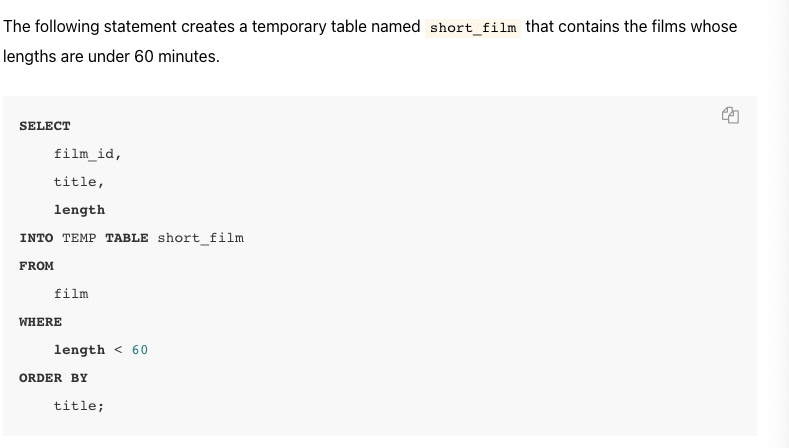 The following statement creates a temporary table named short_film that contains the films whose
lengths are under 60 minutes.
SELECT
    film_id,
    title,
    length
INTO TEMP TABLE short_film
FROM
    film
WHERE
    length < 60
ORDER BY
    title;